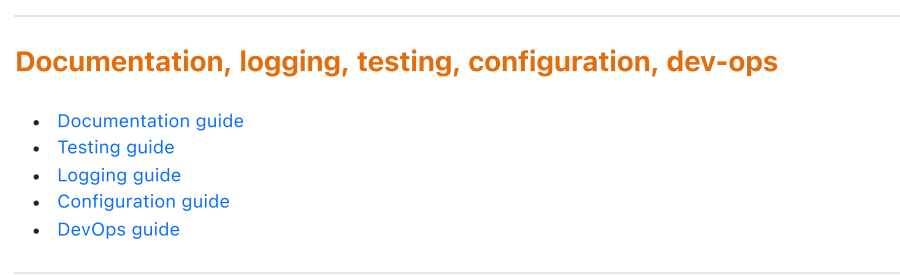 Documentation, logging, testing, configuration, dev-ops
Documentation guide
Testing guide
Logging guide
Configuration guide
DevOps guide